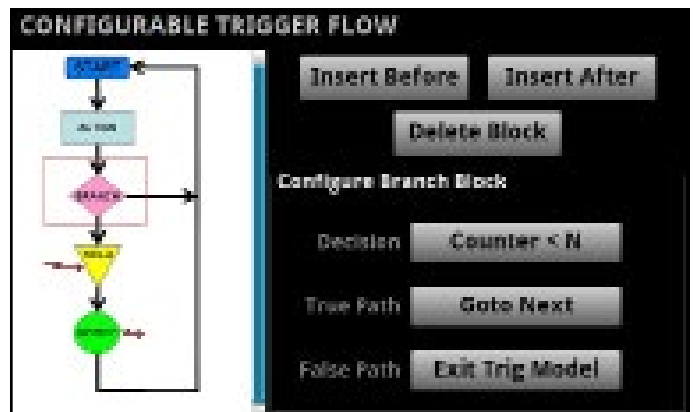 CONFIGURABLE TRIGGER FLOW
START
Insert Before
Insert After
Delete Block
ACTION
Configure Branch Block
BRANCH
Decision
Counter < N
True Path
Goto Next
False Path
Exit Trig Model